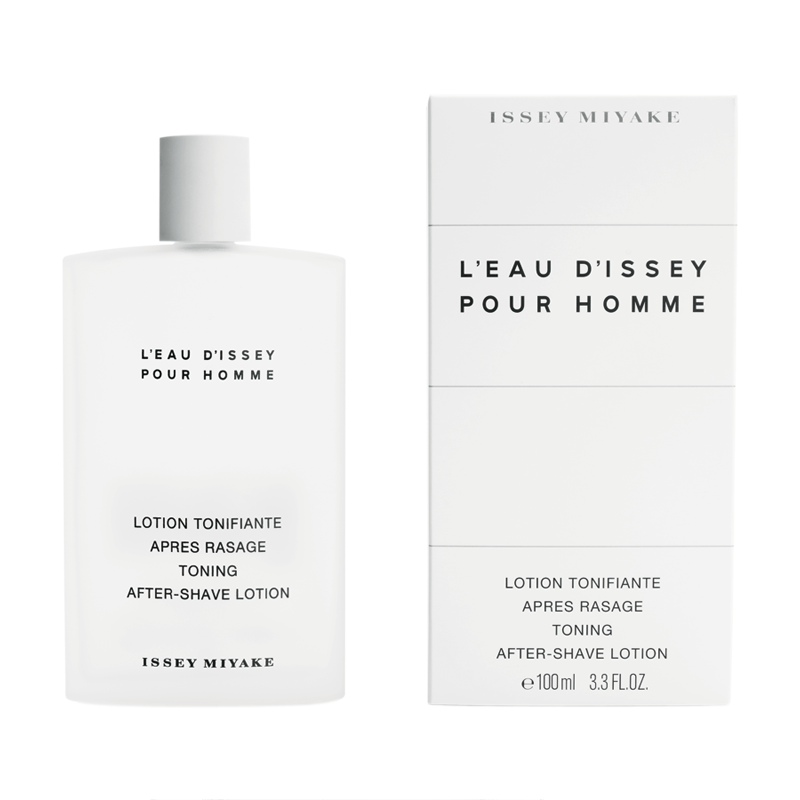 L'EAU D'ISSEY
POUR HOMME
LOTION TONIFIANTE
APRES RASAGE
TONING
AFTER-SHAVE LOTION
ISSEY MIYAKE
ISSEY MIYAKE
L'EAU D'ISSEY
POUR HOMME
LOTION TONIFIANTE
APRES RASAGE
TONING
AFTER-SHAVE LOTION
℮100ml 3.3 FL.OZ.